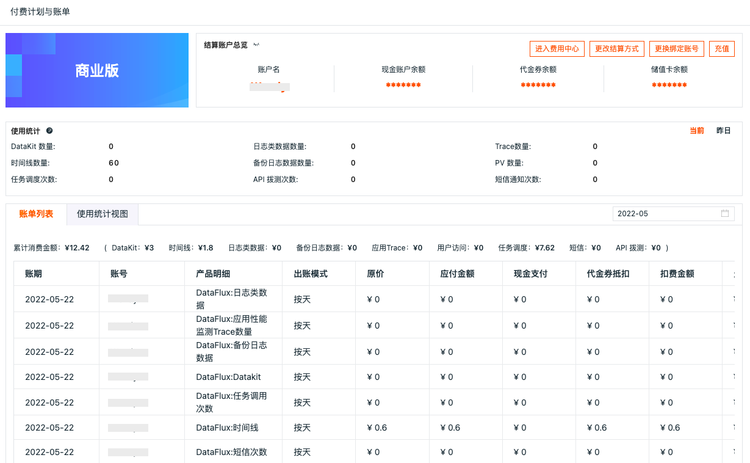 付费计划与账单
商业版
结算账户总览
进入费用中心 更改结算方式 更换绑定账号 充值
账户名 现金账户余额 代金券余额 储值卡余额
******* ******* *******
使用统计 ? 当前 昨日
DataKit 数量: 0 日志类数据数量: 0 Trace数量: 0
时间线数量: 60 备份日志数据数量: 0 PV 数量: 0
任务调度次数: 0 API 拨测次数: 0 短信通知次数: 0
账单列表 使用统计视图 2022-05
累计消费金额: ¥12.42 ( DataKit: ¥3 时间线: ¥1.8 日志类数据: ¥0 备份日志数据: ¥0 应用Trace: ¥0 用户访问: ¥0 任务调度: ¥7.62 短信: ¥0 API 拨测: ¥0 )
账期 账号 产品明细 出账模式 原价 应付金额 现金支付 代金券抵扣 扣费金额
2022-05-22 DataFlux:日志类数据 按天 ¥ 0 ¥ 0 ¥ 0 ¥ 0 ¥ 0
2022-05-22 DataFlux:应用性能监测Trace数量 按天 ¥ 0 ¥ 0 ¥ 0 ¥ 0 ¥ 0
2022-05-22 DataFlux:备份日志数据 按天 ¥ 0 ¥ 0 ¥ 0 ¥ 0 ¥ 0
2022-05-22 DataFlux:Datakit 按天 ¥ 0 ¥ 0 ¥ 0 ¥ 0 ¥ 0
2022-05-22 DataFlux:任务调用次数 按天 ¥ 0 ¥ 0 ¥ 0 ¥ 0 ¥ 0
2022-05-22 DataFlux:时间线 按天 ¥ 0.6 ¥ 0.6 ¥ 0 ¥ 0.6 ¥ 0.6
2022-05-22 DataFlux:短信次数 按天 ¥ 0 ¥ 0 ¥ 0 ¥ 0 ¥ 0